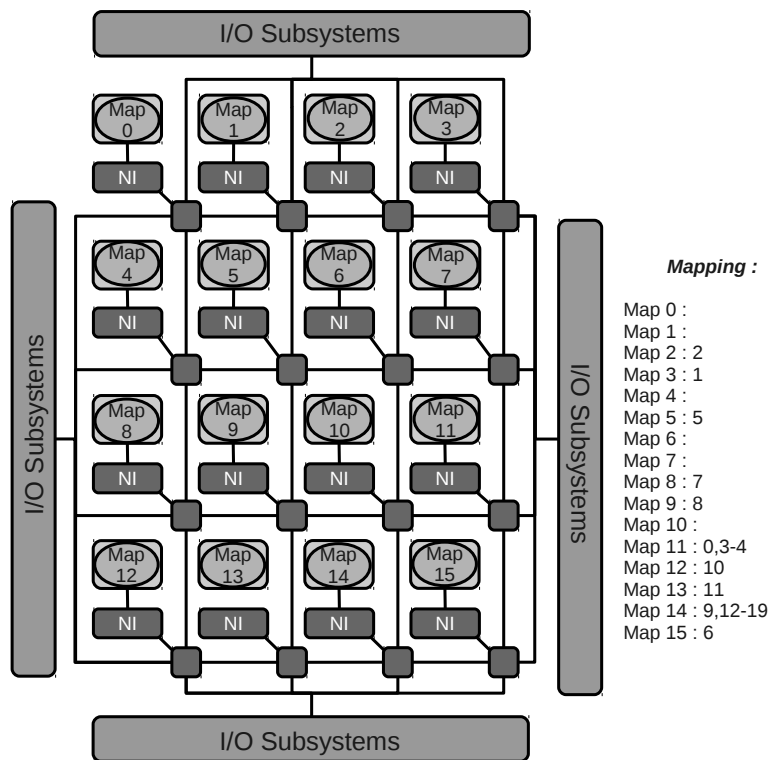 I/O Subsystems
Map 0
Map 1
Map 2
Map 3
NI
NI
NI
NI
I/O Subsystems
Map 4
Map 5
Map 6
Map 7
NI
NI
NI
NI
Map 8
Map 9
Map 10
Map 11
NI
NI
NI
NI
Map 12
Map 13
Map 14
Map 15
NI
NI
NI
NI
I/O Subsystems
I/O Subsystems
Mapping :
Map 0 :
Map 1 :
Map 2 : 2
Map 3 : 1
Map 4 :
Map 5 : 5
Map 6 :
Map 7 :
Map 8 : 7
Map 9 : 8
Map 10 :
Map 11 : 0,3-4
Map 12 : 10
Map 13 : 11
Map 14 : 9,12-19
Map 15 : 6